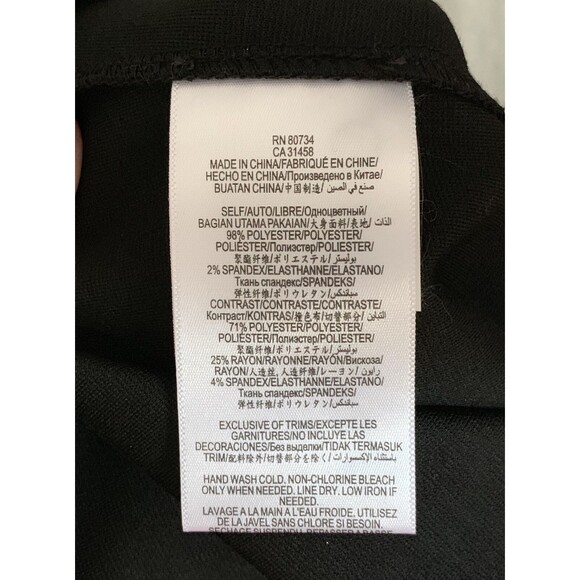 RN 80734
CA 31458
MADE IN CHINA/FABRIQUÉ EN CHINE/
HECHO EN CHINA/Произведено в Китае/
BUATAN CHINA/中国制造/ صنع في الصين
SELF/AUTO/LIBRE/Одноцветный/
BAGIAN UTAMA PAKAIAN/大身面料/表地/ الذات
98% POLYESTER/POLYESTER/
POLIÉSTER/Полиэстер/POLIESTER/
聚酯纤维/ポリエステル/بوليستر
2% SPANDEX/ELASTHANNE/ELASTANO/
Ткань спандекс/SPANDEKS/
弹性纤维/ポリウレタン/سباندكس
CONTRAST/CONTRASTE/CONTRASTE/
Контраст/KONTRAS/撞色布/切替部分/ التباين
71% POLYESTER/POLYESTER/
POLIÉSTER/Полиэстер/POLIESTER/
聚酯纤维/ポリエステル/بوليستر
25% RAYON/RAYONNE/RAYÓN/Вискоза/
RAYON/人造丝, 人造纤维/レーヨン/ رايون
4% SPANDEX/ELASTHANNE/ELASTANO/
Ткань спандекс/SPANDEKS/
弹性纤维/ポリウレタン/سباندكس
EXCLUSIVE OF TRIMS/EXCEPTE LES
GARNITURES/NO INCLUYE LAS
DECORACIONES/Без выделки/TIDAK TERMASUK
TRIM/配料除外/切替部分を除く/ باستثناء الاكسسوارات
HAND WASH COLD. NON-CHLORINE BLEACH
ONLY WHEN NEEDED. LINE DRY. LOW IRON IF
NEEDED.
LAVAGE A LA MAIN A L'EAU FROIDE. UTILISEZ
DE LA JAVEL SANS CHLORE SI BESOIN.
SECHAGE SUSPENDU. REPASSER A BASSE